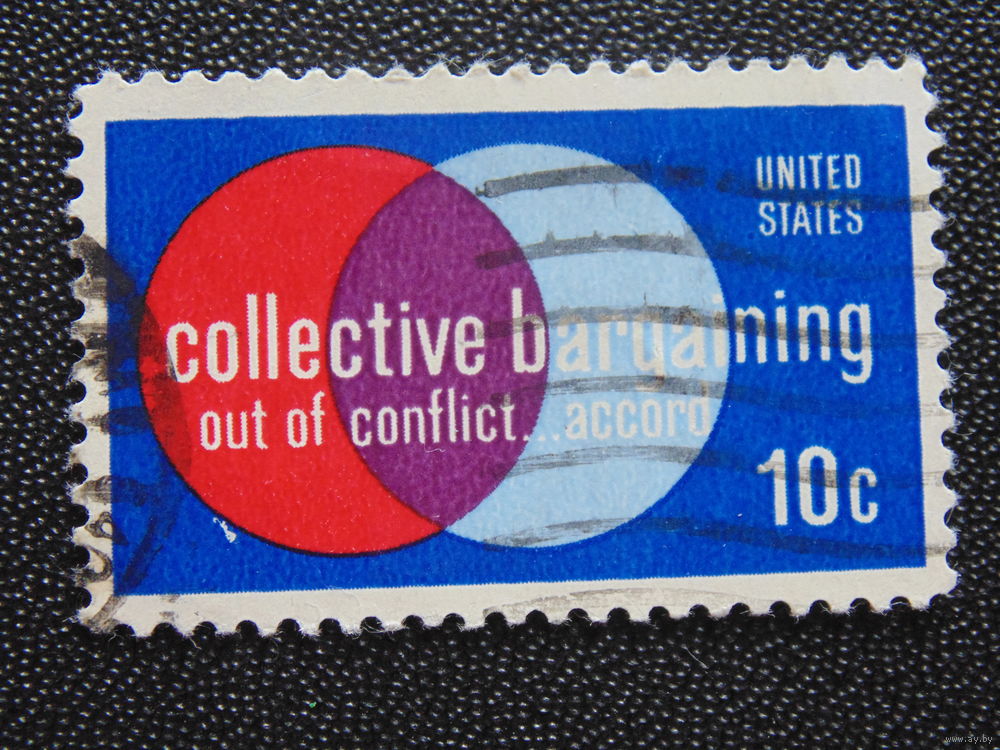 UNITED
STATES
collective bargaining
out of conflict...accord
10c
www.ay.by